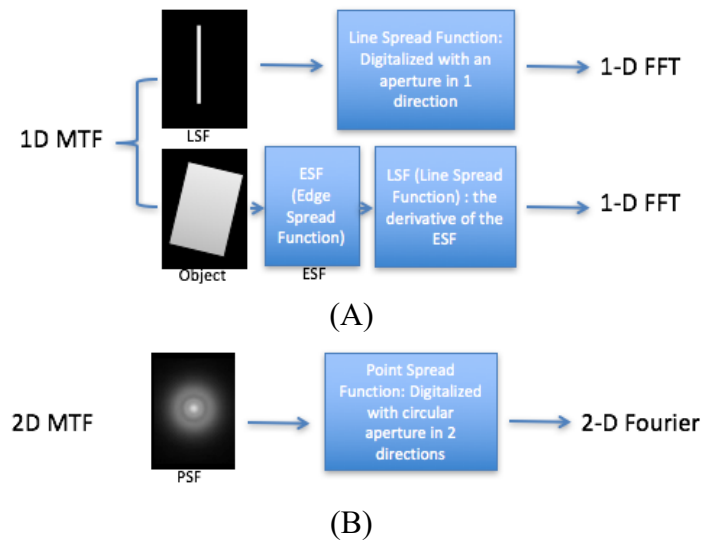 1D MTF
LSF
Line Spread Function:
Digitalized with an
aperture in 1
direction
1-D FFT
Object
ESF
(Edge
Spread
Function)
ESF
LSF (Line Spread
Function) : the
derivative of the
ESF
1-D FFT
(A)
2D MTF
PSF
Point Spread
Function: Digitalized
with circular
aperture in 2
directions
2-D Fourier
(B)